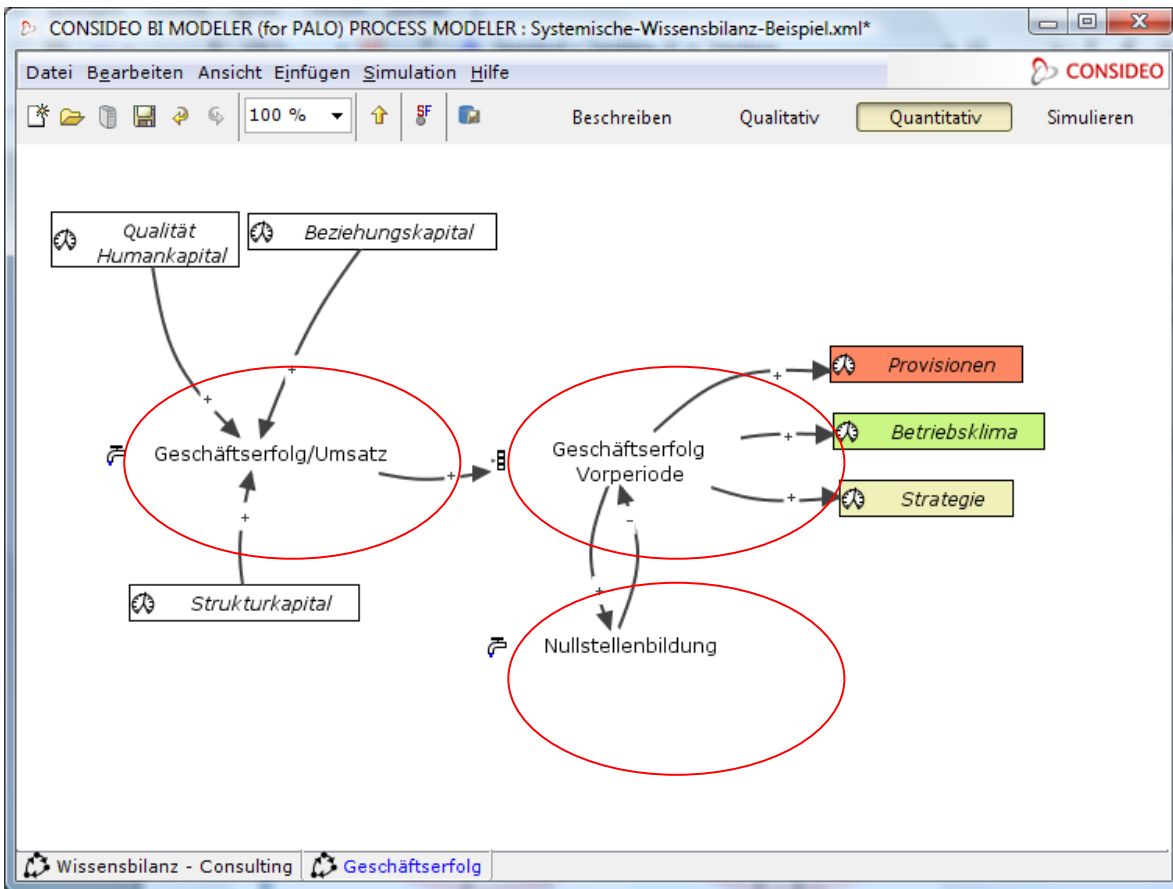 CONSIDEO BI MODELER (for PALO) PROCESS MODELER : Systemische-Wissensbilanz-Beispiel.xml*
Datei Bearbeiten Ansicht Einfügen Simulation Hilfe
CONSIDEO
100 %
SF
Beschreiben
Qualitativ
Quantitativ
Simulieren
Qualität
Humankapital
Beziehungskapital
+
+
Geschäftserfolg/Umsatz
+
+
Strukturkapital
Geschäftserfolg
Vorperiode
+
Provisionen
+
Betriebsklima
+
Strategie
-
+
Nullstellenbildung
Wissensbilanz - Consulting
Geschäftserfolg